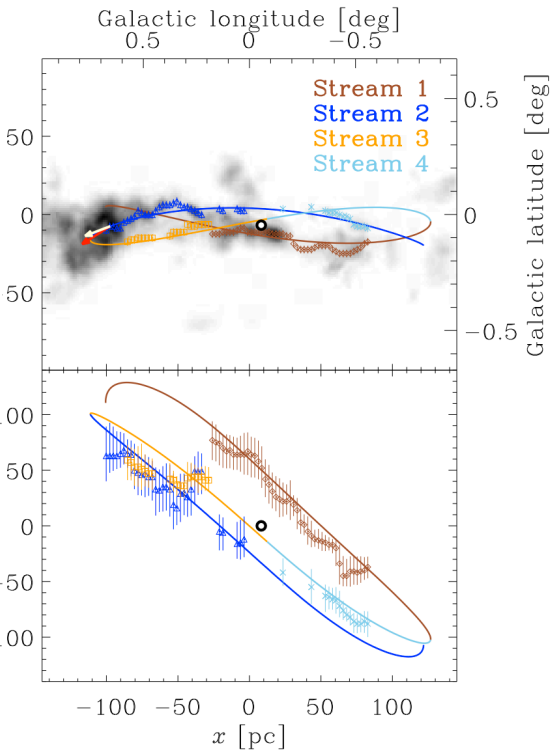 Galactic longitude [deg]
0.5 0 −0.5
Stream 1
Stream 2
Stream 3
Stream 4
50
0
50
0.5
0
−0.5
Galactic latitude [deg]
100
50
0
−50
100
−100 −50 0 50 100
x [pc]